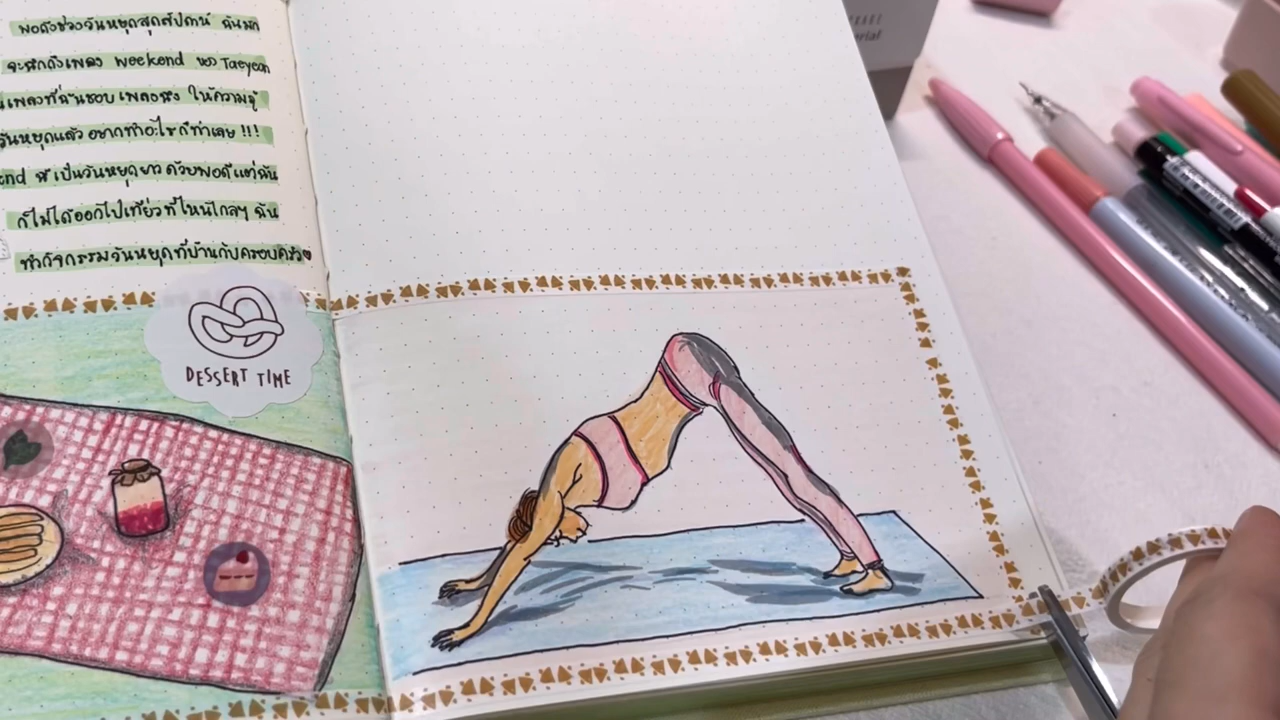 พอถึงช่วงวันหยุดสุดสัปดาห์ ฉันมัก
จะนึกถึงเพลง weekend ของ Taeyeon
เพลงที่ฉันชอบ เพลงหนึ่ง ให้ความรู้
วันหยุดแล้ว อยากทำอะไรก็ทำเลย !!!
end นี้ เป็นวันหยุดยาวด้วยพอดี แต่ฉัน
ก็ไม่ได้ออกไปเที่ยวที่ไหนไกลๆ ฉัน
ทำกิจกรรมวันหยุดที่บ้านกับครอบครัว♥
DESSERT TIME